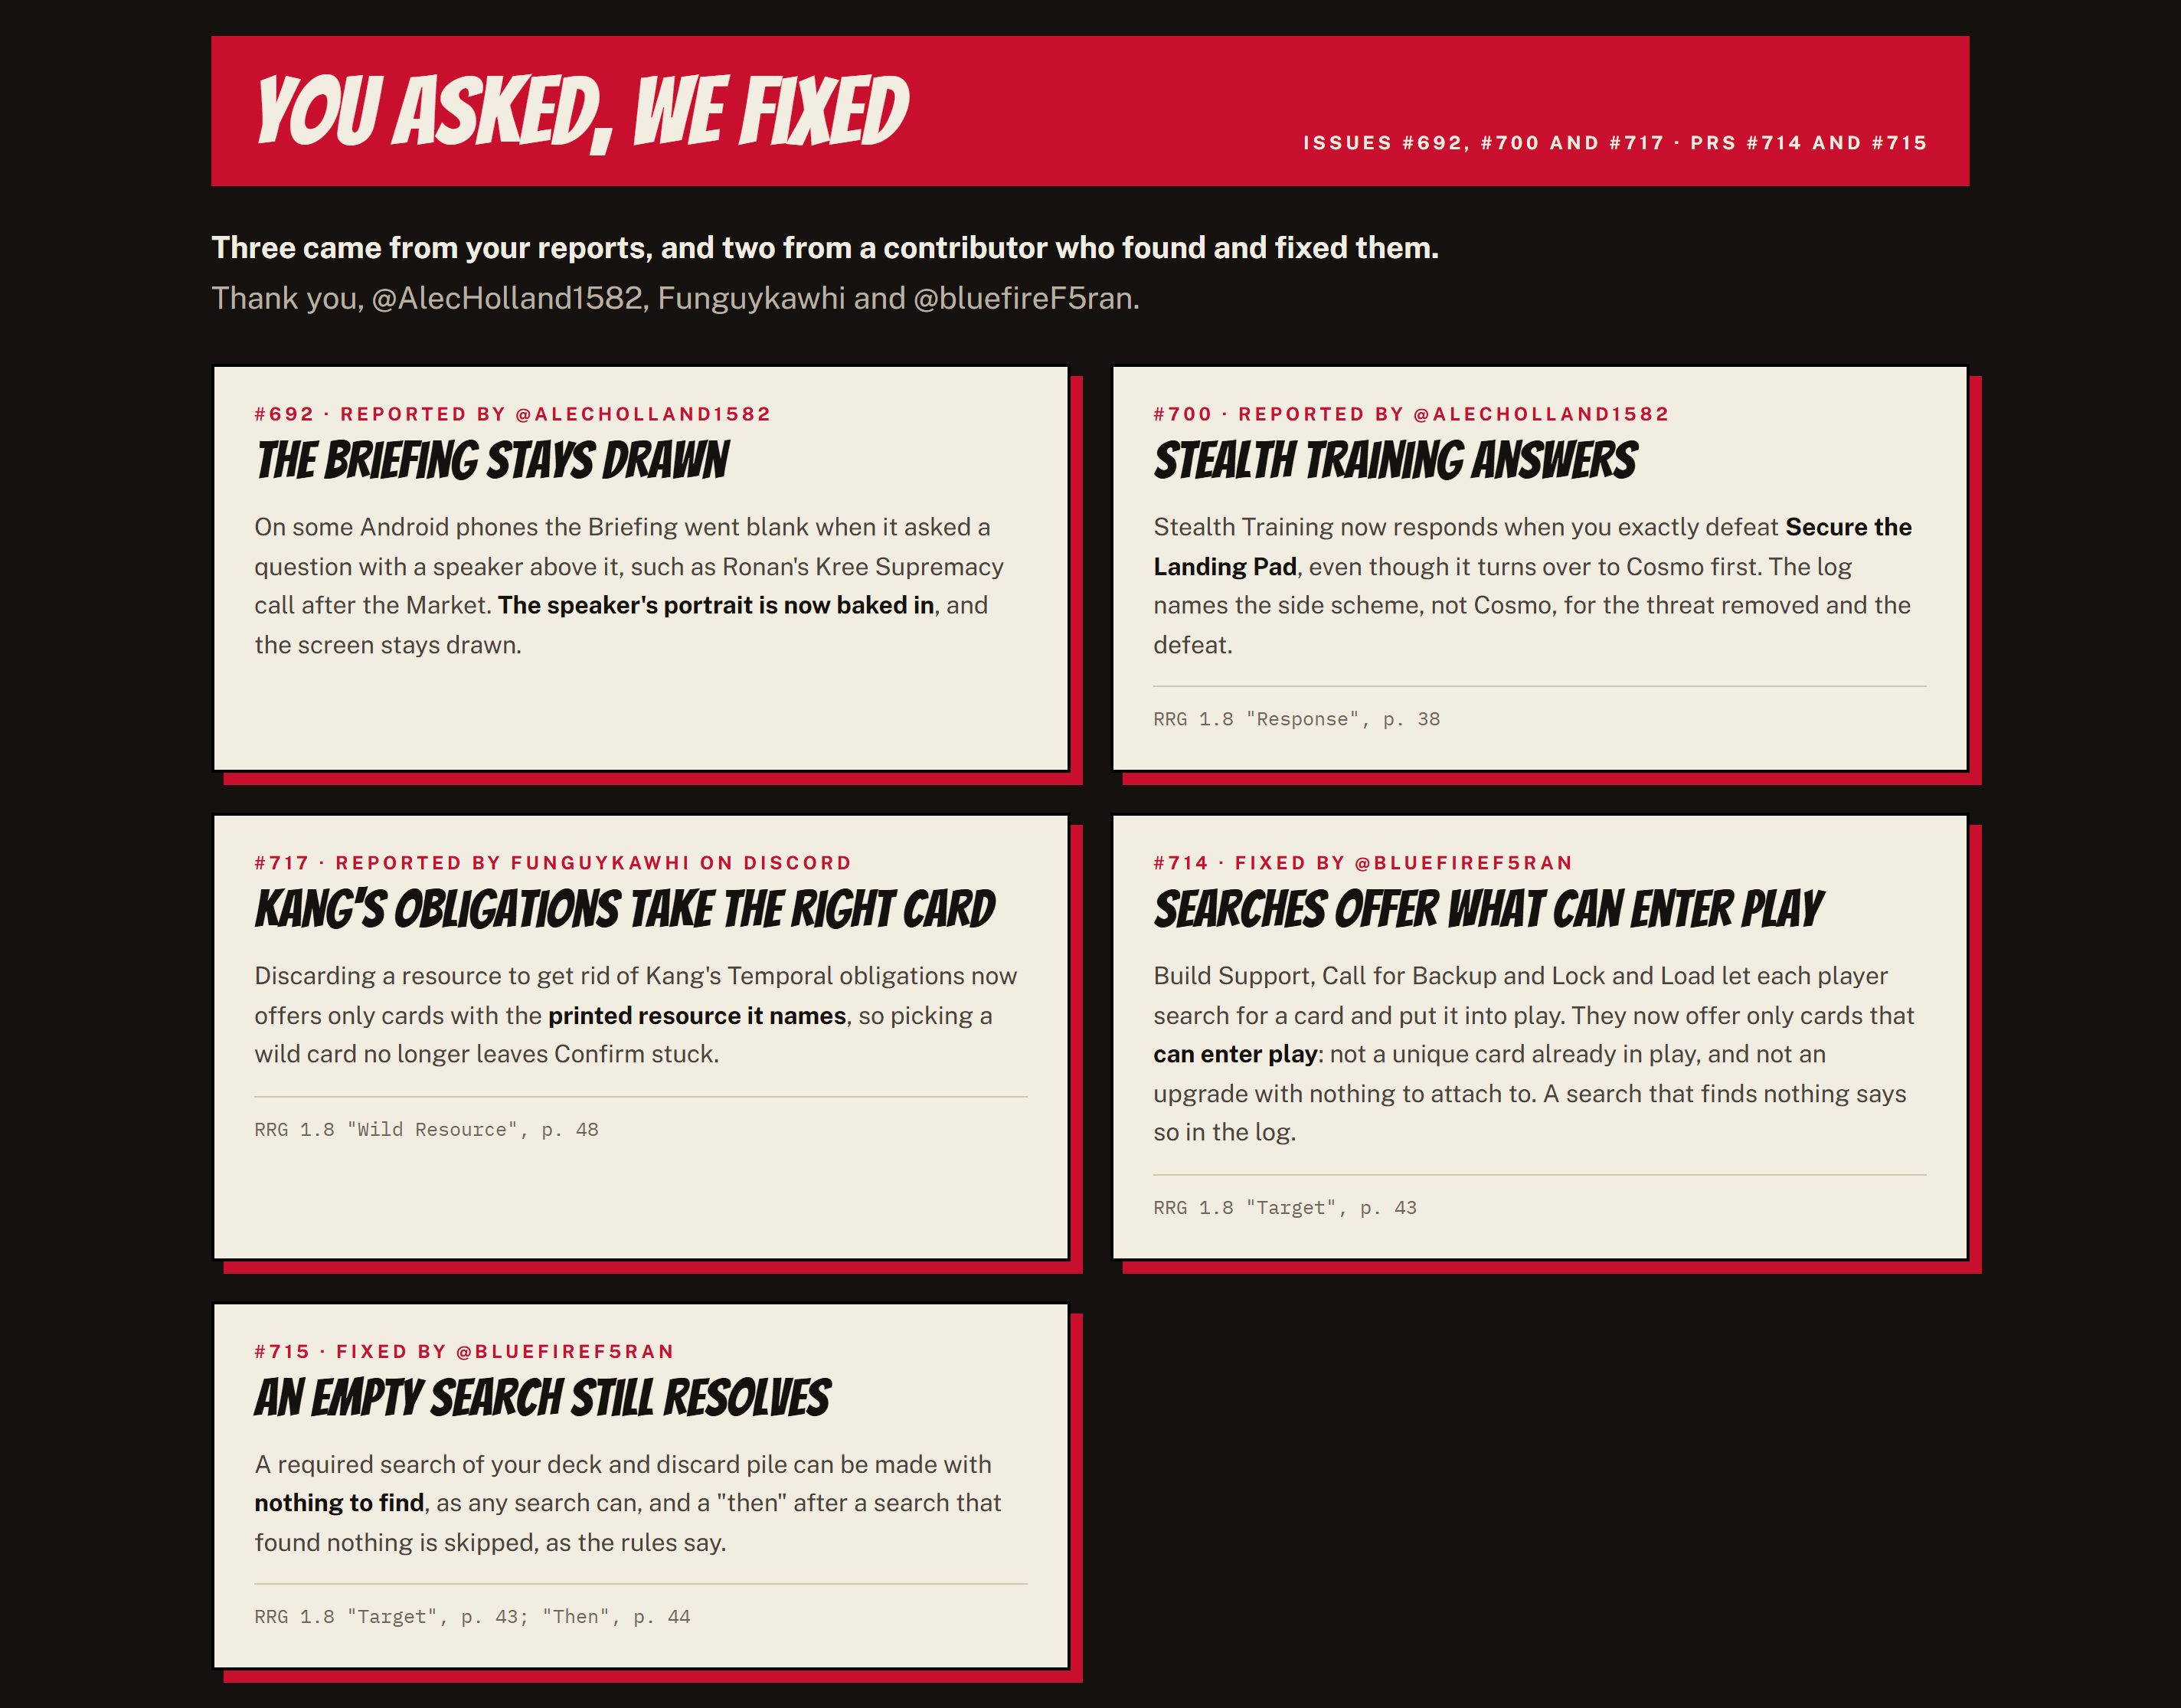 YOU ASKED, WE FIXED
ISSUES #692, #700 AND #717 · PRS #714 AND #715
Three came from your reports, and two from a contributor who found and fixed them.
Thank you, @AlecHolland1582, Funguykawhi and @bluefireF5ran.
#692 · REPORTED BY @ALECHOLLAND1582
THE BRIEFING STAYS DRAWN
On some Android phones the Briefing went blank when it asked a
question with a speaker above it, such as Ronan's Kree Supremacy
call after the Market. The speaker's portrait is now baked in, and
the screen stays drawn.
#700 · REPORTED BY @ALECHOLLAND1582
STEALTH TRAINING ANSWERS
Stealth Training now responds when you exactly defeat Secure the
Landing Pad, even though it turns over to Cosmo first. The log
names the side scheme, not Cosmo, for the threat removed and the
defeat.
RRG 1.8 "Response", p. 38
#717 · REPORTED BY FUNGUYKAWHI ON DISCORD
KANG'S OBLIGATIONS TAKE THE RIGHT CARD
Discarding a resource to get rid of Kang's Temporal obligations now
offers only cards with the printed resource it names, so picking a
wild card no longer leaves Confirm stuck.
RRG 1.8 "Wild Resource", p. 48
#714 · FIXED BY @BLUEFIREF5RAN
SEARCHES OFFER WHAT CAN ENTER PLAY
Build Support, Call for Backup and Lock and Load let each player
search for a card and put it into play. They now offer only cards that
can enter play: not a unique card already in play, and not an
upgrade with nothing to attach to. A search that finds nothing says
so in the log.
RRG 1.8 "Target", p. 43
#715 · FIXED BY @BLUEFIREF5RAN
AN EMPTY SEARCH STILL RESOLVES
A required search of your deck and discard pile can be made with
nothing to find, as any search can, and a "then" after a search that
found nothing is skipped, as the rules say.
RRG 1.8 "Target", p. 43; "Then", p. 44